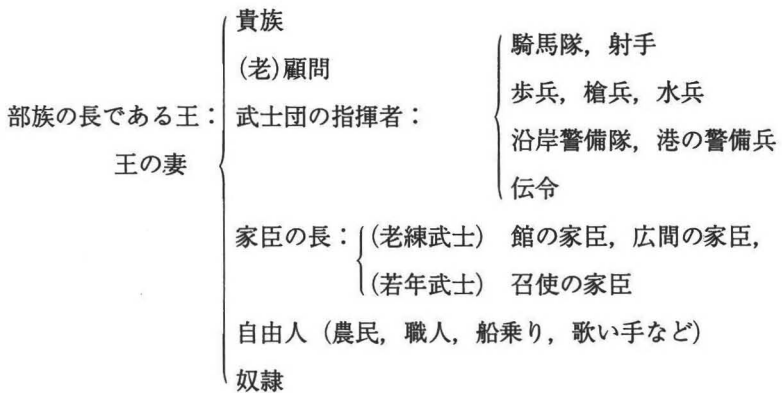 貴族
(老)顧問
部族の長である王：
王の妻
武士団の指揮者：
騎馬隊，射手
歩兵，槍兵，水兵
沿岸警備隊，港の警備兵
伝令
家臣の長：
(老練武士) 館の家臣，広間の家臣，
(若年武士) 召使の家臣
自由人（農民，職人，船乗り，歌い手など）
奴隷